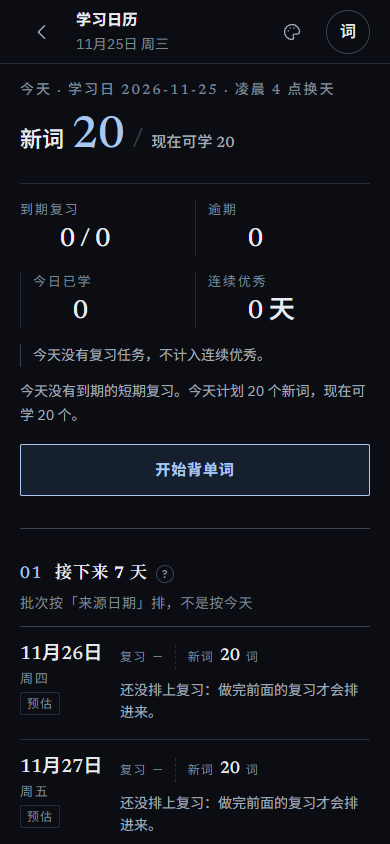 学习日历
11月25日 周三
词
今天 · 学习日 2026-11-25 · 凌晨 4 点换天
新词 20 / 现在可学 20
到期复习
逾期
0 / 0
0
今日已学
连续优秀
0
0 天
今天没有复习任务，不计入连续优秀。
今天没有到期的短期复习。今天计划 20 个新词，现在可
学 20 个。
开始背单词
01 接下来 7 天 ?
批次按「来源日期」排，不是按今天
11月26日
复习 — 新词 20 词
周四
预估
还没排上复习：做完前面的复习才会排
进来。
11月27日
复习 — 新词 20 词
周五
预估
还没排上复习：做完前面的复习才会排
进来。